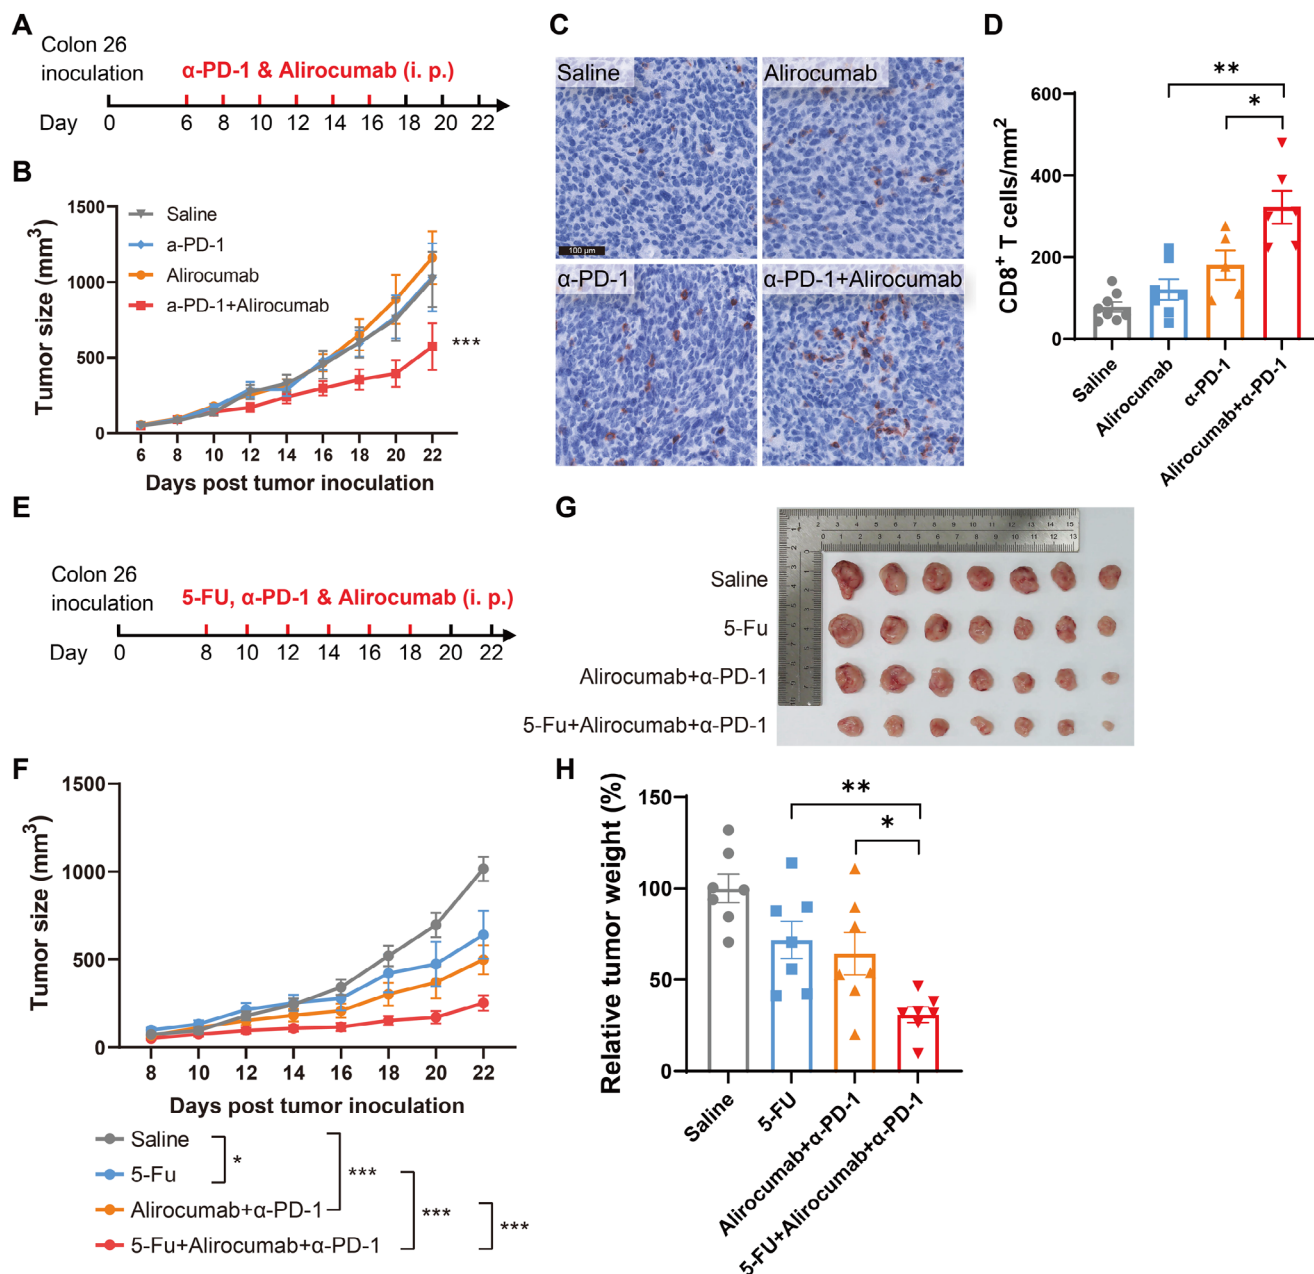 A
Colon 26
inoculation
α-PD-1 & Alirocumab (i. p.)
Day
0 6 8 10 12 14 16 18 20 22
B
Tumor size (mm3)
1500
1000
500
0
Saline
a-PD-1
Alirocumab
a-PD-1+Alirocumab
***
6 8 10 12 14 16 18 20 22
Days post tumor inoculation
C
Saline
Alirocumab
100 μm
α-PD-1
α-PD-1+Alirocumab
D
CD8+ T cells/mm2
600
400
200
0
**
*
Saline
Alirocumab
α-PD-1
Alirocumab+α-PD-1
E
Colon 26
inoculation
5-FU, α-PD-1 & Alirocumab (i. p.)
Day
0 8 10 12 14 16 18 20 22
F
Tumor size (mm3)
1500
1000
500
0
8 10 12 14 16 18 20 22
Days post tumor inoculation
Saline
5-Fu
Alirocumab+α-PD-1
5-Fu+Alirocumab+α-PD-1
*
***
***
***
G
Saline
5-Fu
Alirocumab+α-PD-1
5-Fu+Alirocumab+α-PD-1
H
Relative tumor weight (%)
150
100
50
0
**
*
Saline
5-FU
Alirocumab+α-PD-1
5-FU+Alirocumab+α-PD-1